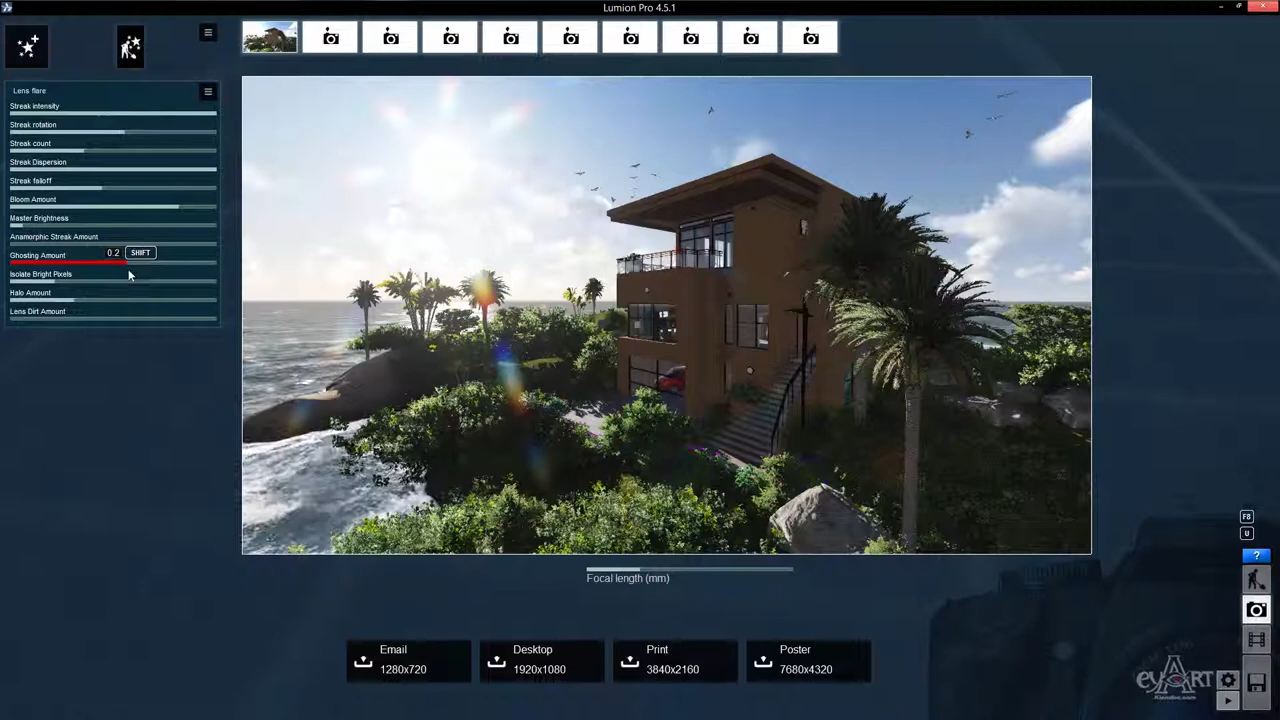 Lumion Pro 4.5.1
Lens flare
Streak intensity
Streak rotation
Streak count
Streak Dispersion
Streak falloff
Bloom Amount
Master Brightness
Anamorphic Streak Amount
Ghosting Amount 0.2 SHIFT
Isolate Bright Pixels
Halo Amount
Lens Dirt Amount
Focal length (mm)
Email
1280x720
Desktop
1920x1080
Print
3840x2160
Poster
7680x4320
F8
U
?